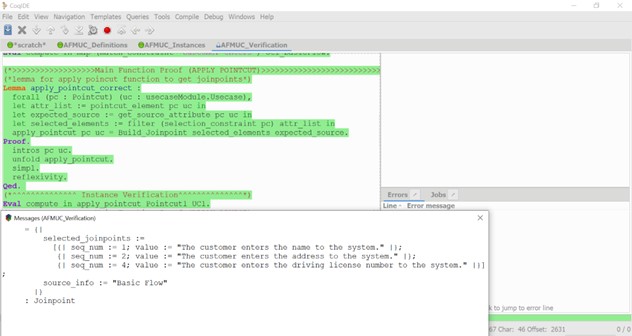 CoqIDE
File Edit View Navigation Templates Queries Tools Compile Debug Windows Help
*scratch* AFMUC_Definitions AFMUC_Instances AFMUC_Verification
(*>>>>>>>>>>>>>>>>>Main Function Proof (APPLY POINTCUT)>>>>>>>>>>>>>>>>>>>>>>>>>
(*lemma for apply poincut function to get joinpoints*)
Lemma apply_pointcut_correct :
forall (pc : Pointcut) (uc : usecaseModule.Usecase),
let attr_list := pointcut_element pc uc in
let expected_source := get_source_attribute pc uc in
let selected_elements := filter (selection_constraint pc) attr_list in
apply_pointcut pc uc = Build_Joinpoint selected_elements expected_source.
Proof.
intros pc uc.
unfold apply_pointcut.
simpl.
reflexivity.
Qed.
(*^^^^^^^^^^^^^^ Instance Verification^^^^^^^^^^^^^^*)
Eval compute in apply_pointcut Pointcut1 UC1.
Errors Jobs
Line Error message
Messages (AFMUC_Verification)
= {|
selected_joinpoints :=
[{| seq_num := 1; value := "The customer enters the name to the system." |};
{| seq_num := 2; value := "The customer enters the address to the system." |};
{| seq_num := 4; value := "The customer enters the driving license number to the system." |}]
;
source_info := "Basic Flow"
|}
: Joinpoint
k to jump to error line
67 Char: 46 Offset: 2631 0 / 0